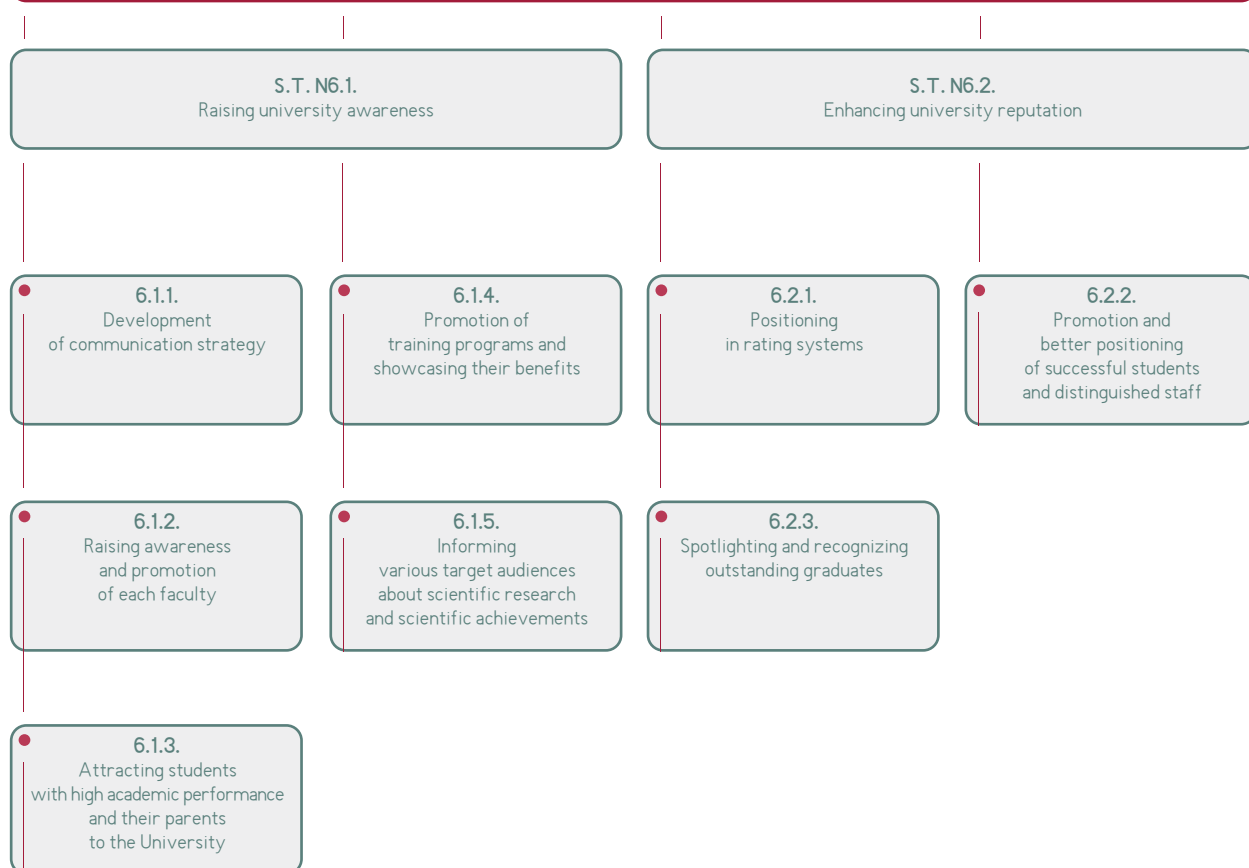 S.T. N6.1.
Raising university awareness
S.T. N6.2.
Enhancing university reputation
6.1.1.
Development
of communication strategy
6.1.4.
Promotion of
training programs and
showcasing their benefits
6.2.1.
Positioning
in rating systems
6.2.2.
Promotion and
better positioning
of successful students
and distinguished staff
6.1.2.
Raising awareness
and promotion
of each faculty
6.1.5.
Informing
various target audiences
about scientific research
and scientific achievements
6.2.3.
Spotlighting and recognizing
outstanding graduates
6.1.3.
Attracting students
with high academic performance
and their parents
to the University